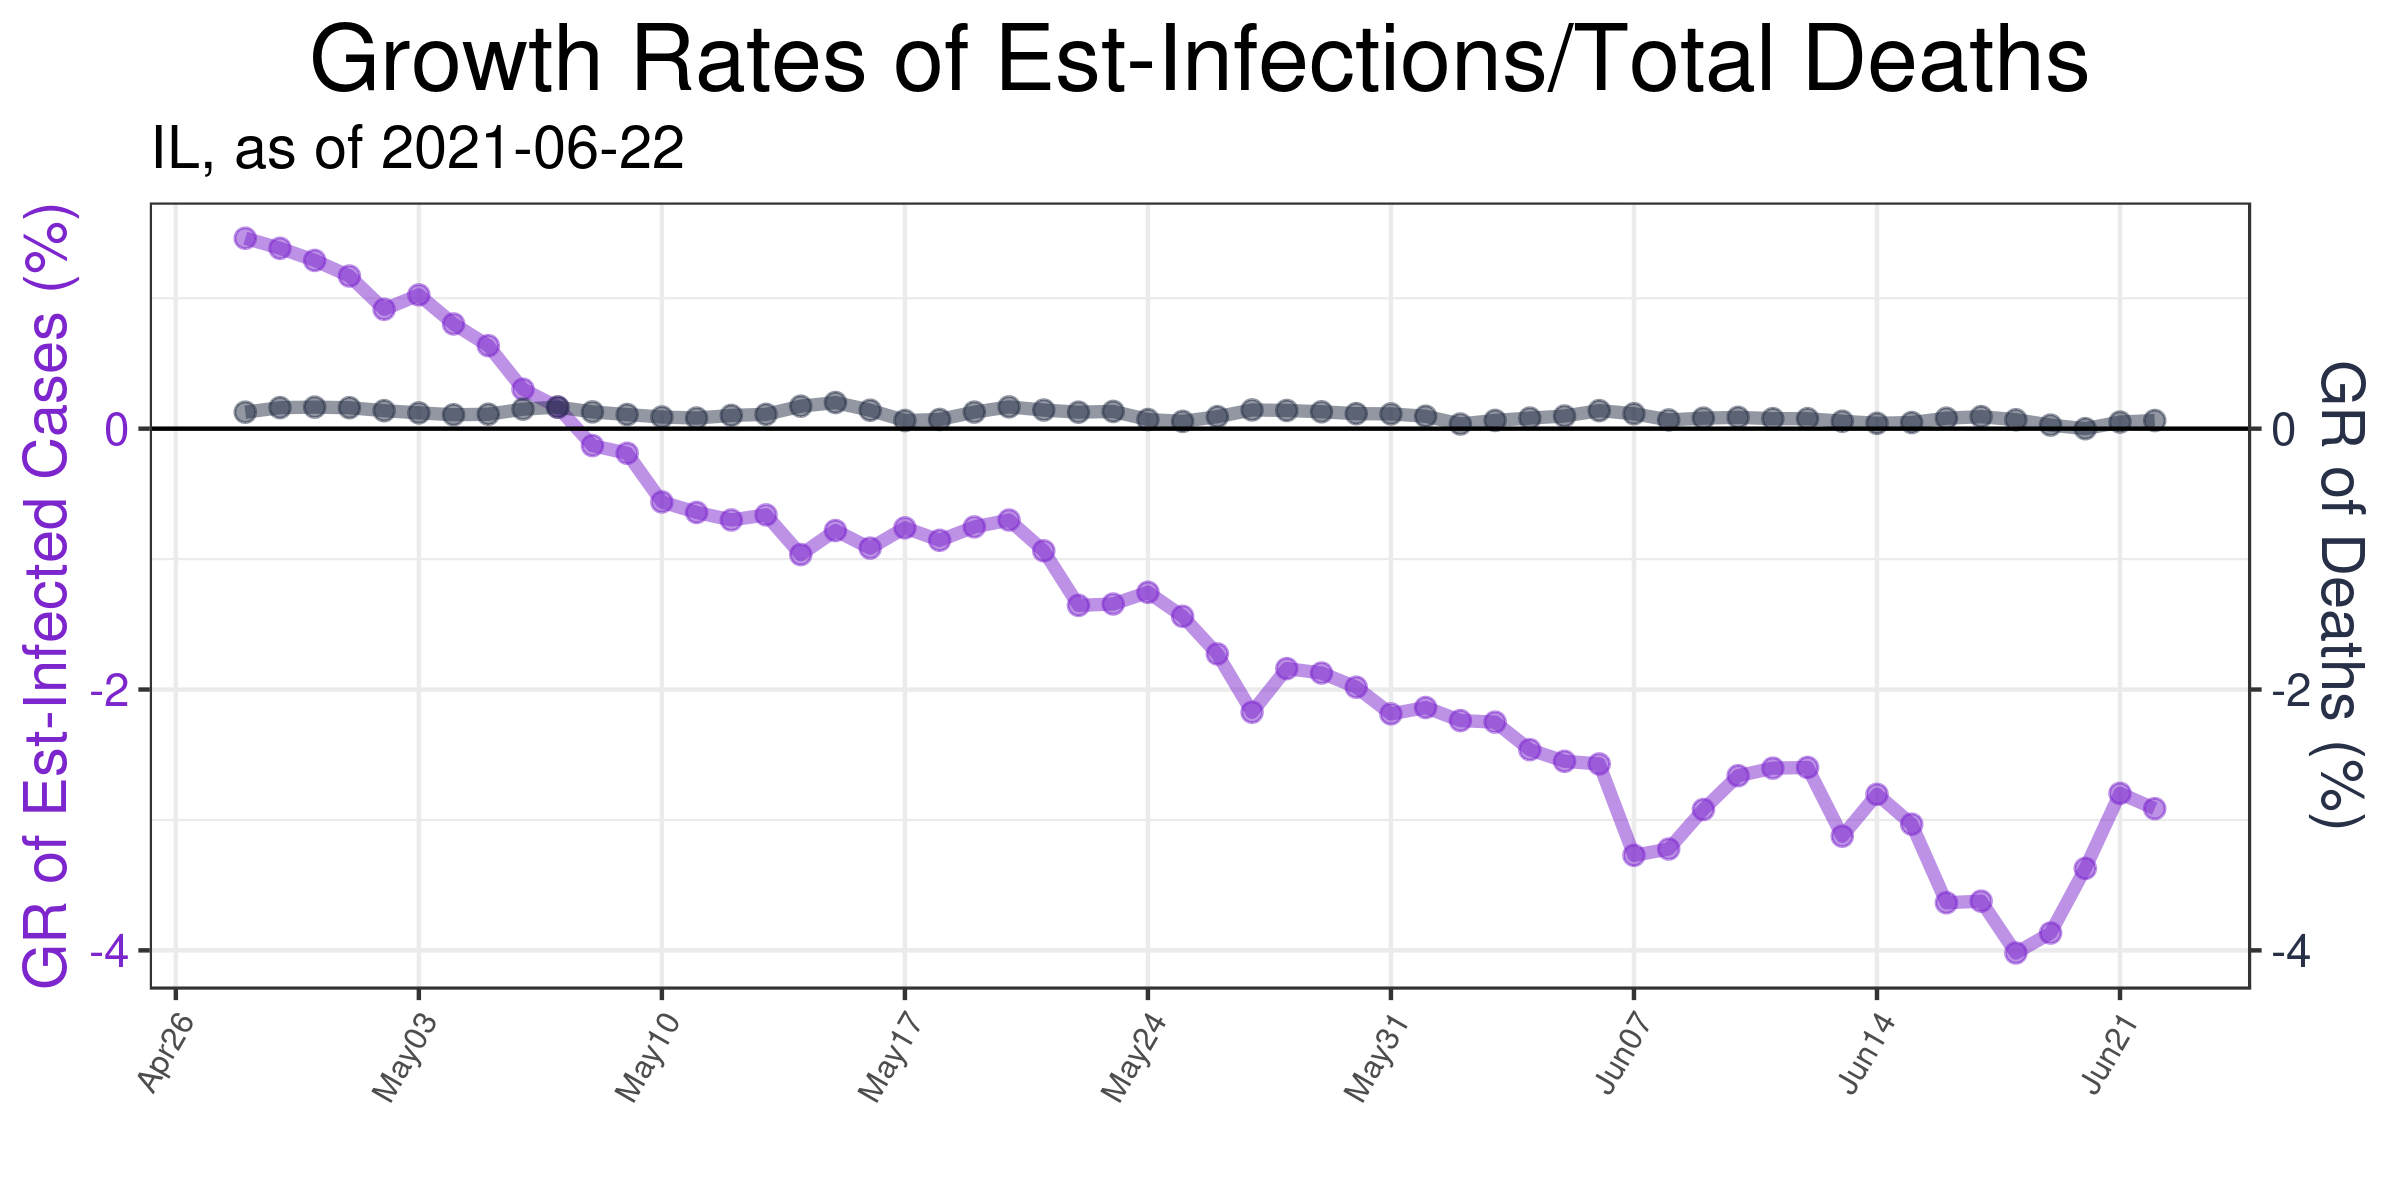 Growth Rates of Est-Infections/Total Deaths
IL, as of 2021-06-22
GR of Est-Infected Cases (%)
0
-2
-4
GR of Deaths (%)
0
-2
-4
Apr26
May03
May10
May17
May24
May31
Jun07
Jun14
Jun21